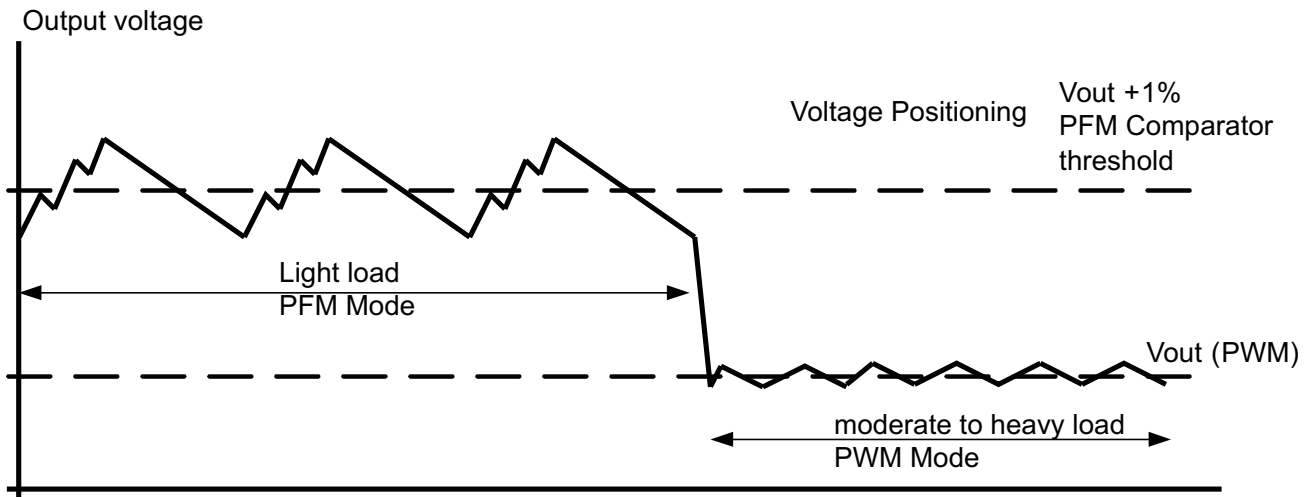 Output voltage
Voltage Positioning
Vout +1%
PFM Comparator
threshold
Light load
PFM Mode
Vout (PWM)
moderate to heavy load
PWM Mode